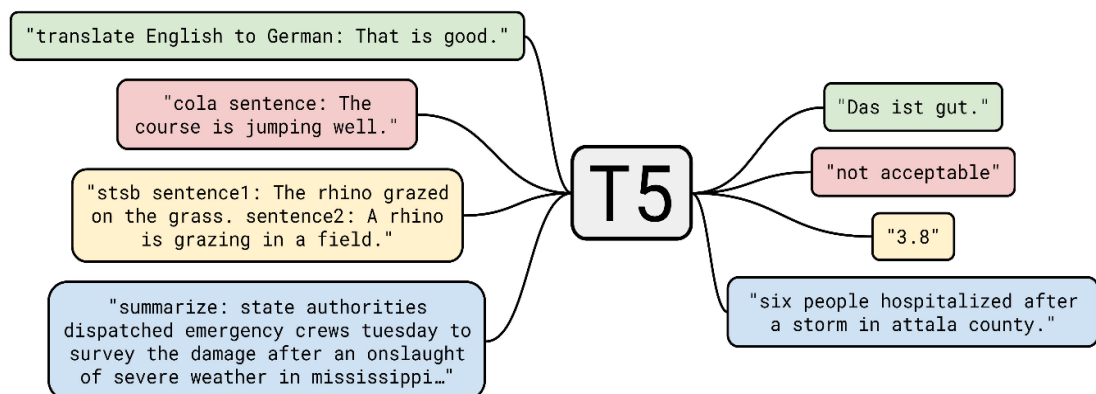 "translate English to German: That is good."
"cola sentence: The
course is jumping well."
"stsb sentence1: The rhino grazed
on the grass. sentence2: A rhino
is grazing in a field."
"summarize: state authorities
dispatched emergency crews tuesday to
survey the damage after an onslaught
of severe weather in mississippi…"
T5
"Das ist gut."
"not acceptable"
"3.8"
"six people hospitalized after
a storm in attala county."